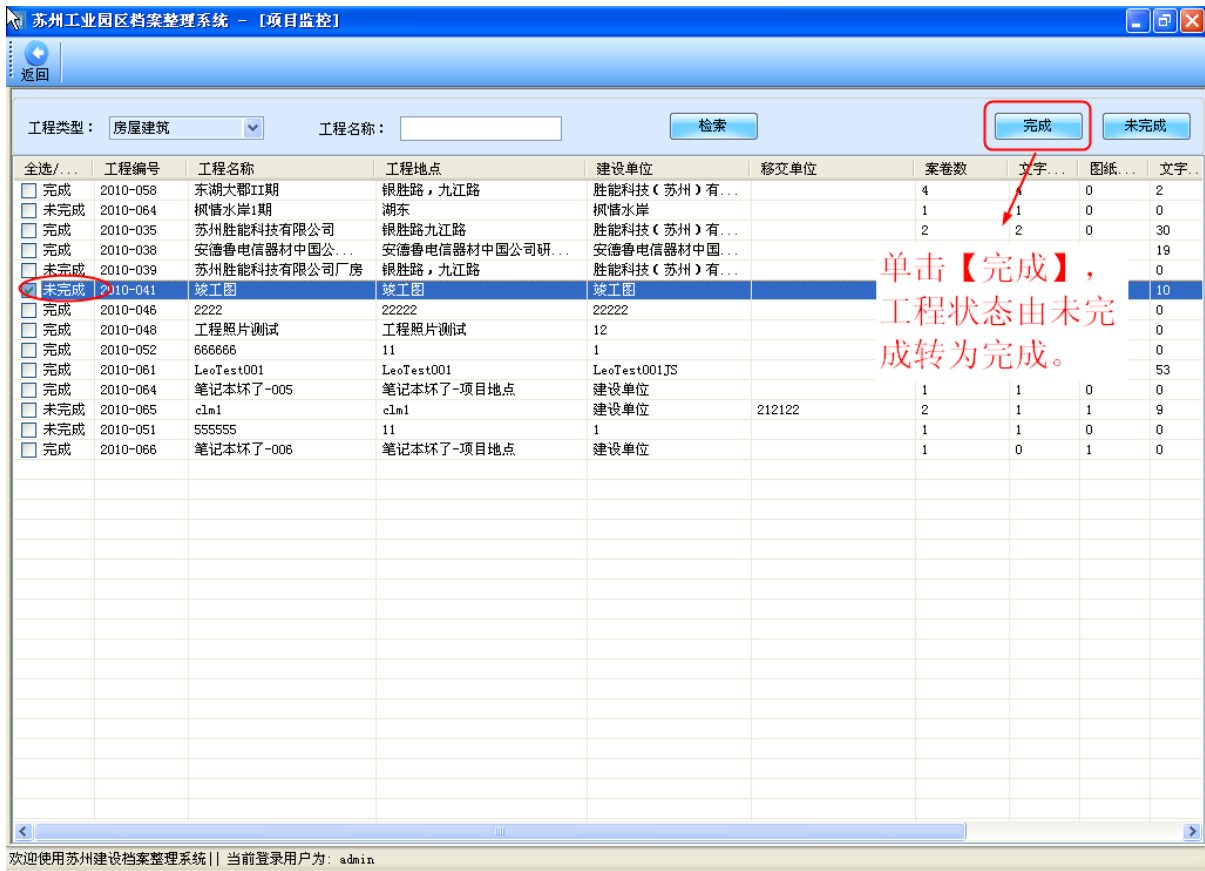 苏州工业园区档案整理系统 - [项目监控]
返回
工程类型： 房屋建筑 工程名称： 检索 完成 未完成
全选/... 工程编号 工程名称 工程地点 建设单位 移交单位 案卷数 文字... 图纸... 文字..
完成 2010-058 东湖大郡II期 银胜路，九江路 胜能科技(苏州)有... 4 4 0 2
未完成 2010-064 枫情水岸1期 湖东 枫情水岸 1 1 0 0
完成 2010-035 苏州胜能科技有限公司 银胜路九江路 胜能科技(苏州)有... 2 2 0 30
完成 2010-038 安德鲁电信器材中国公... 安德鲁电信器材中国公司研... 安德鲁电信器材中国... 19
未完成 2010-039 苏州胜能科技有限公司厂房 银胜路，九江路 胜能科技(苏州)有... 0
未完成 2010-041 竣工图 竣工图 竣工图 10
完成 2010-046 2222 22222 22222 0
完成 2010-048 工程照片测试 工程照片测试 12 0
完成 2010-052 666666 11 1 0
完成 2010-061 LeoTest001 LeoTest001 LeoTest001JS 53
完成 2010-064 笔记本坏了-005 笔记本坏了-项目地点 建设单位 1 1 0 0
未完成 2010-065 clm1 clm1 建设单位 212122 2 1 1 9
未完成 2010-051 555555 11 1 1 1 0 0
完成 2010-066 笔记本坏了-006 笔记本坏了-项目地点 建设单位 1 0 1 0
单击【完成】，
工程状态由未完
成转为完成。
欢迎使用苏州建设档案整理系统|| 当前登录用户为: admin